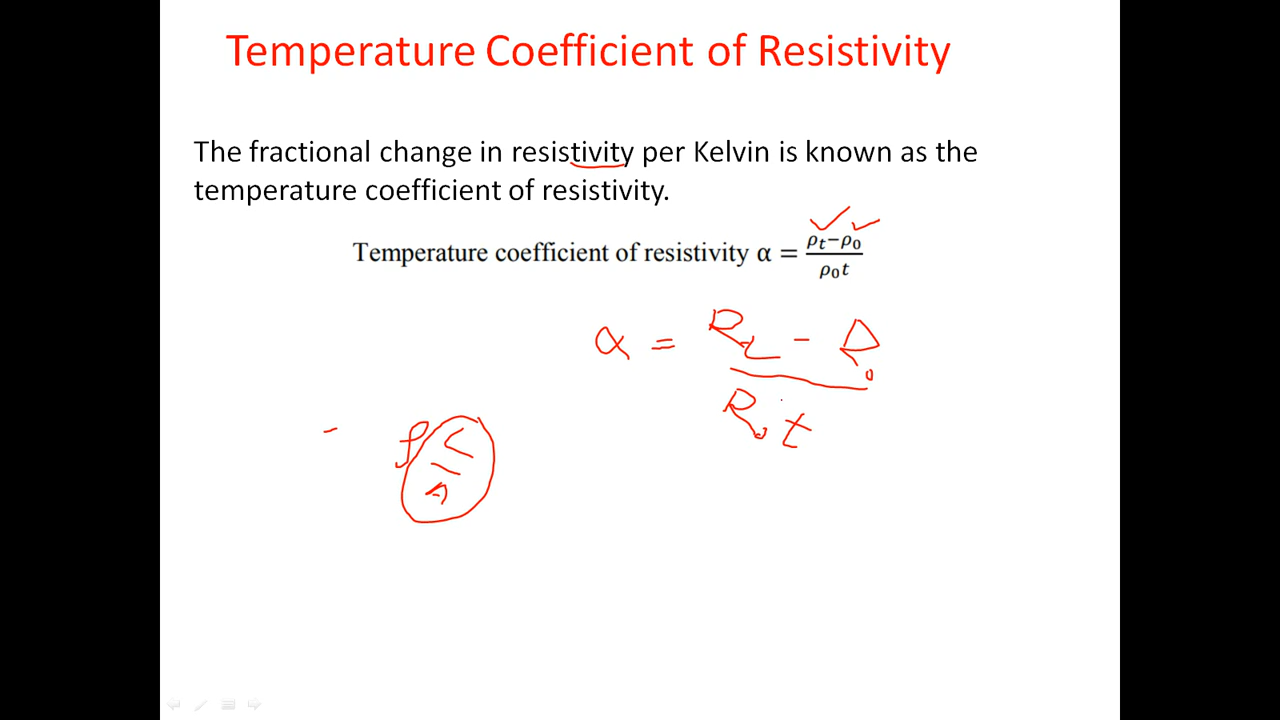 Temperature Coefficient of Resistivity
The fractional change in resistivity per Kelvin is known as the
temperature coefficient of resistivity.
Temperature coefficient of resistivity α = (ρt−ρ0)/(ρ0t)
α = (Rt − R0)/(R0 t)
= ρ L/A